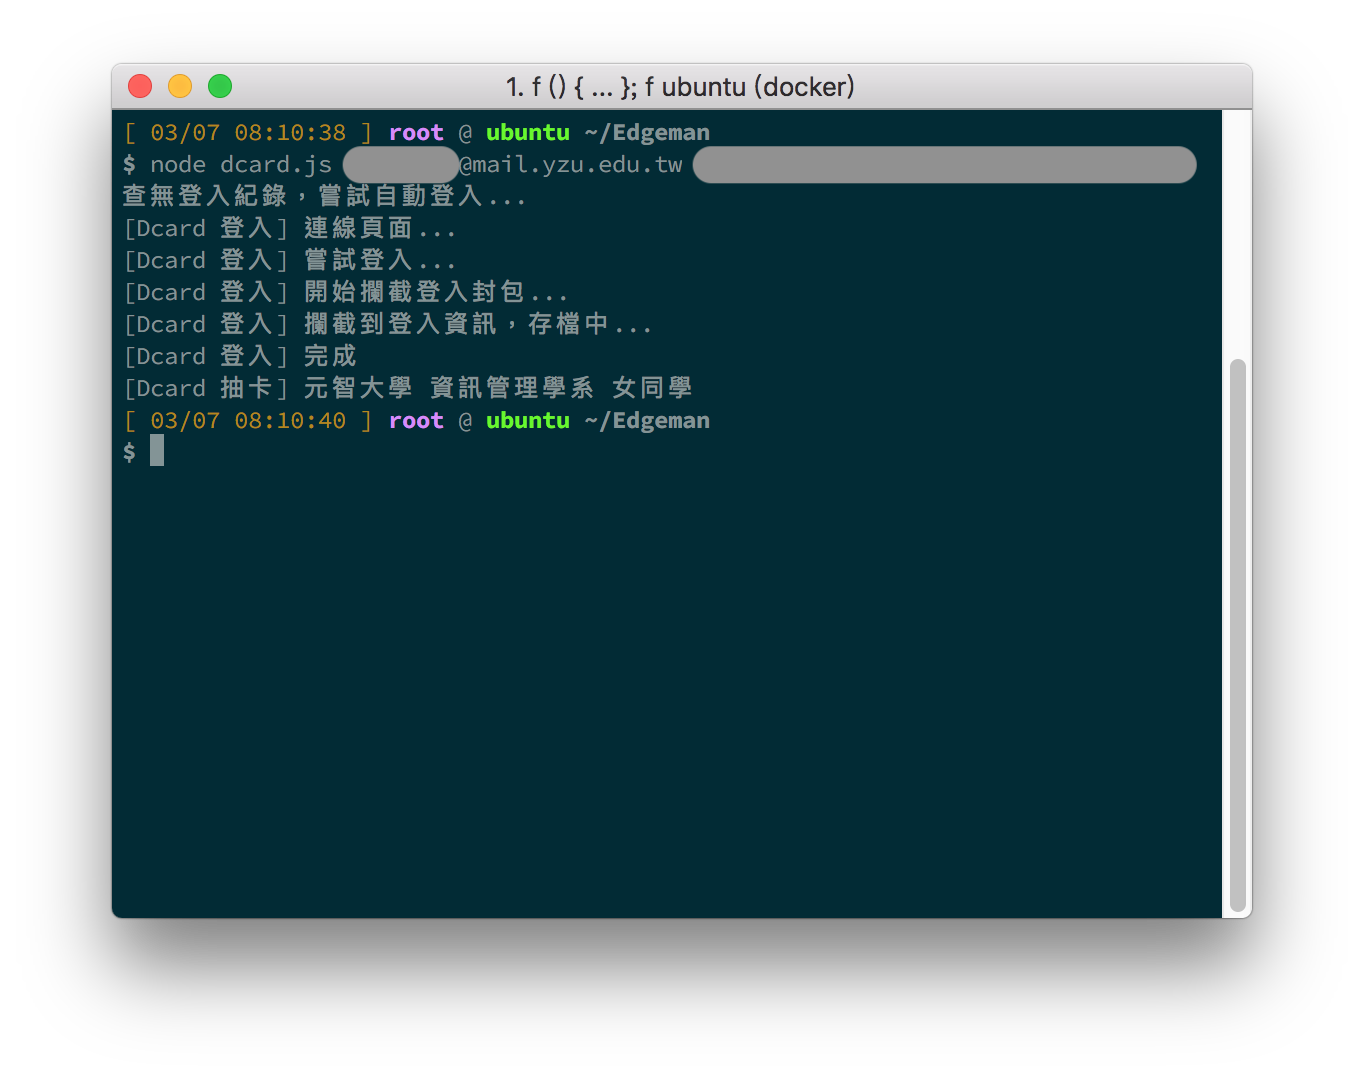 1. f () { ... }; f ubuntu (docker)
[ 03/07 08:10:38 ] root @ ubuntu ~/Edgeman
$ node dcard.js @mail.yzu.edu.tw
查無登入紀錄，嘗試自動登入...
[Dcard 登入] 連線頁面...
[Dcard 登入] 嘗試登入...
[Dcard 登入] 開始攔截登入封包...
[Dcard 登入] 攔截到登入資訊，存檔中...
[Dcard 登入] 完成
[Dcard 抽卡] 元智大學 資訊管理學系 女同學
[ 03/07 08:10:40 ] root @ ubuntu ~/Edgeman
$